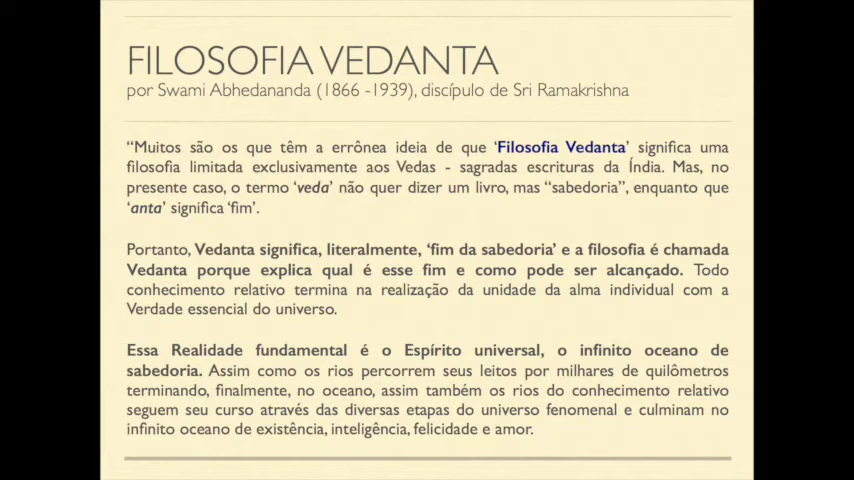 FILOSOFIA VEDANTA
por Swami Abhedananda (1866 -1939), discípulo de Sri Ramakrishna
“Muitos são os que têm a errônea ideia de que ‘Filosofia Vedanta’ significa uma
filosofia limitada exclusivamente aos Vedas - sagradas escrituras da Índia. Mas, no
presente caso, o termo ‘veda’ não quer dizer um livro, mas “sabedoria”, enquanto que
‘anta’ significa ‘fim’.
Portanto, Vedanta significa, literalmente, ‘fim da sabedoria’ e a filosofia é chamada
Vedanta porque explica qual é esse fim e como pode ser alcançado. Todo
conhecimento relativo termina na realização da unidade da alma individual com a
Verdade essencial do universo.
Essa Realidade fundamental é o Espírito universal, o infinito oceano de
sabedoria. Assim como os rios percorrem seus leitos por milhares de quilômetros
terminando, finalmente, no oceano, assim também os rios do conhecimento relativo
seguem seu curso através das diversas etapas do universo fenomenal e culminam no
infinito oceano de existência, inteligência, felicidade e amor.